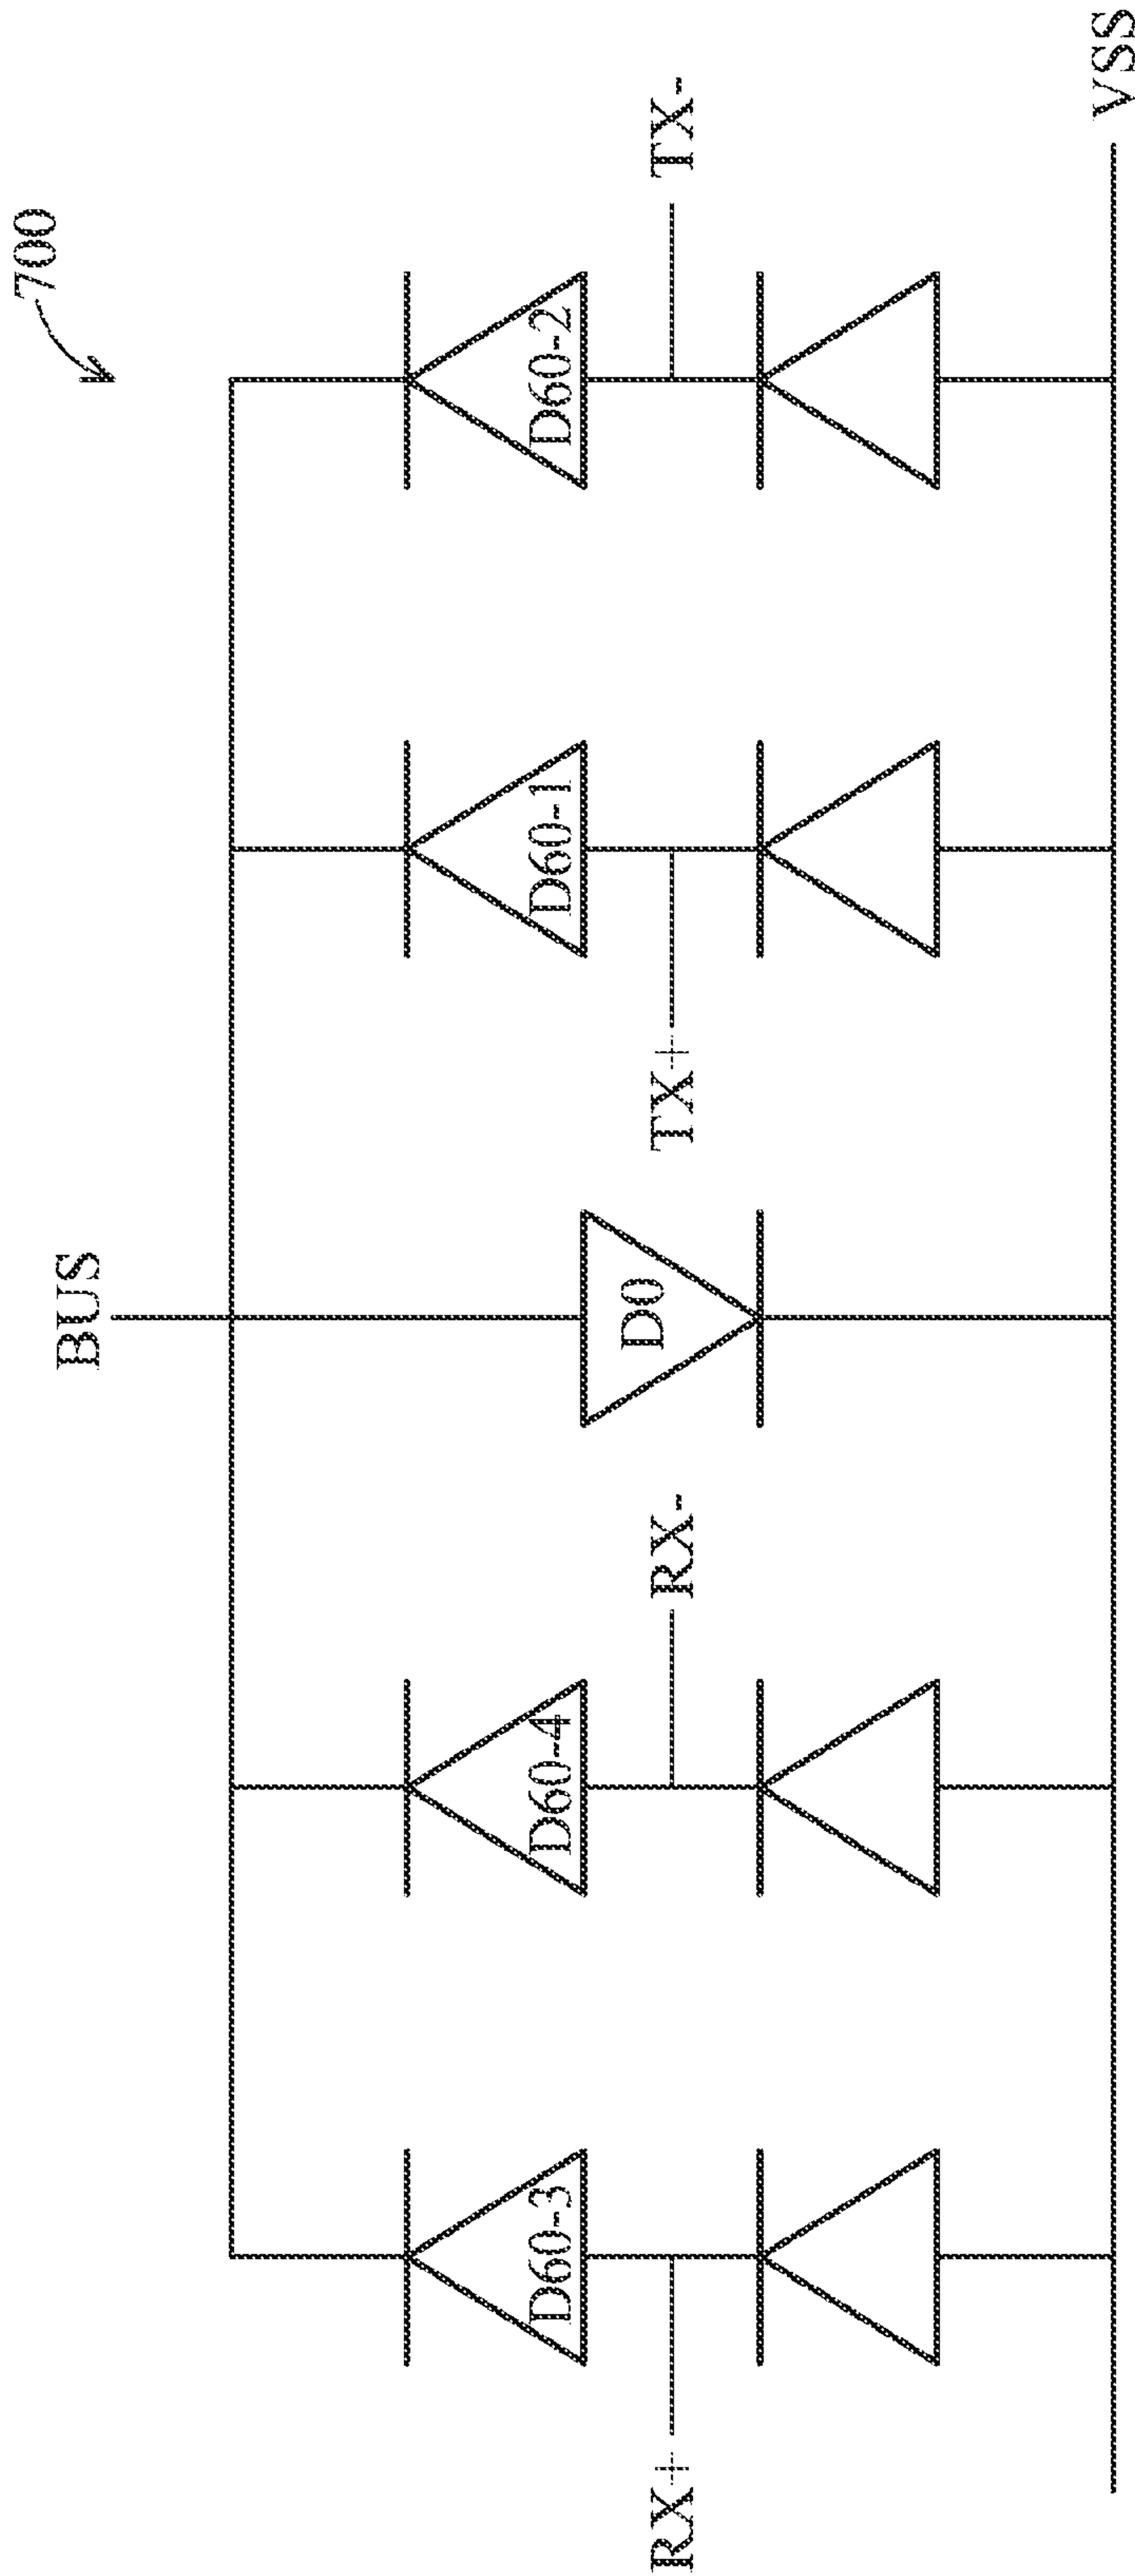 700
BUS
D60-3
D60-4
D60-1
D60-2
D0
RX+
RX-
TX+
TX-
VSS